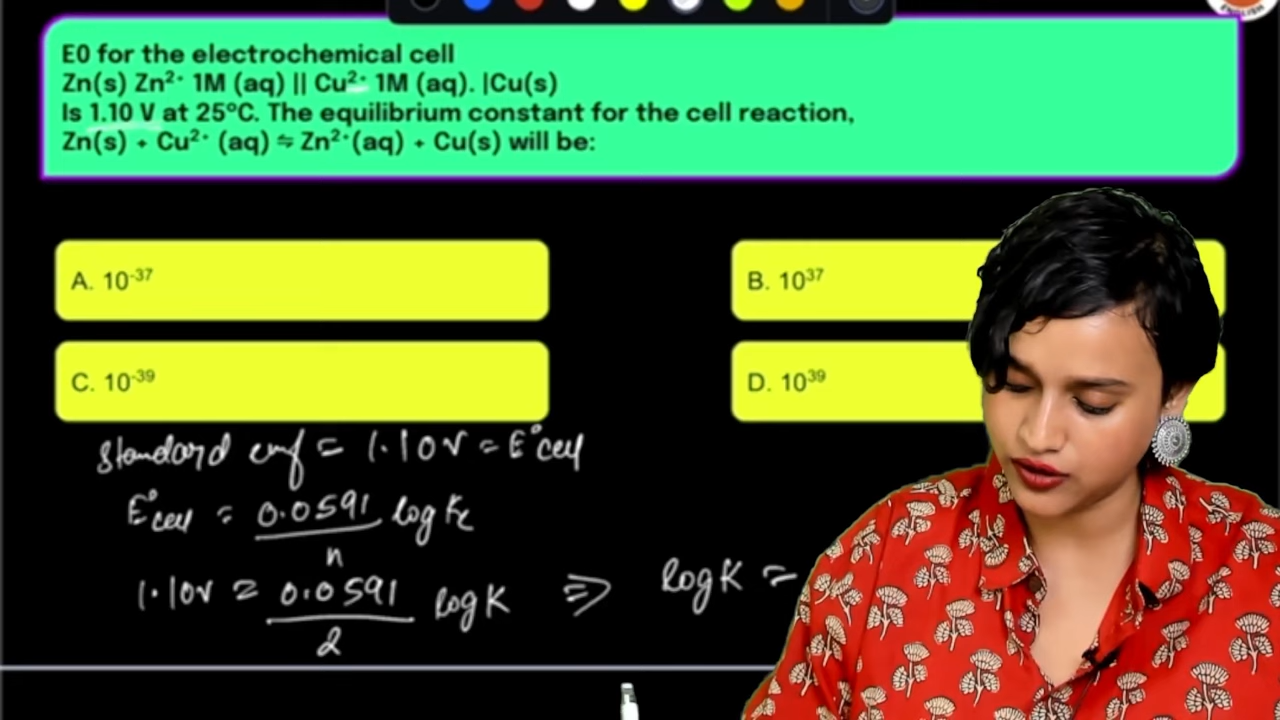 ENGLISH
E0 for the electrochemical cell
Zn(s) Zn²⁺ 1M (aq) || Cu²⁺ 1M (aq). |Cu(s)
Is 1.10 V at 25°C. The equilibrium constant for the cell reaction,
Zn(s) + Cu²⁺ (aq) ⇋ Zn²⁺(aq) + Cu(s) will be:
A. 10⁻³⁷
B. 10³⁷
C. 10⁻³⁹
D. 10³⁹
Standard emf = 1.10V = E°cell
E°cell = 0.0591/n log Kc
1.10V = 0.0591/2 log K ⇒ log K =